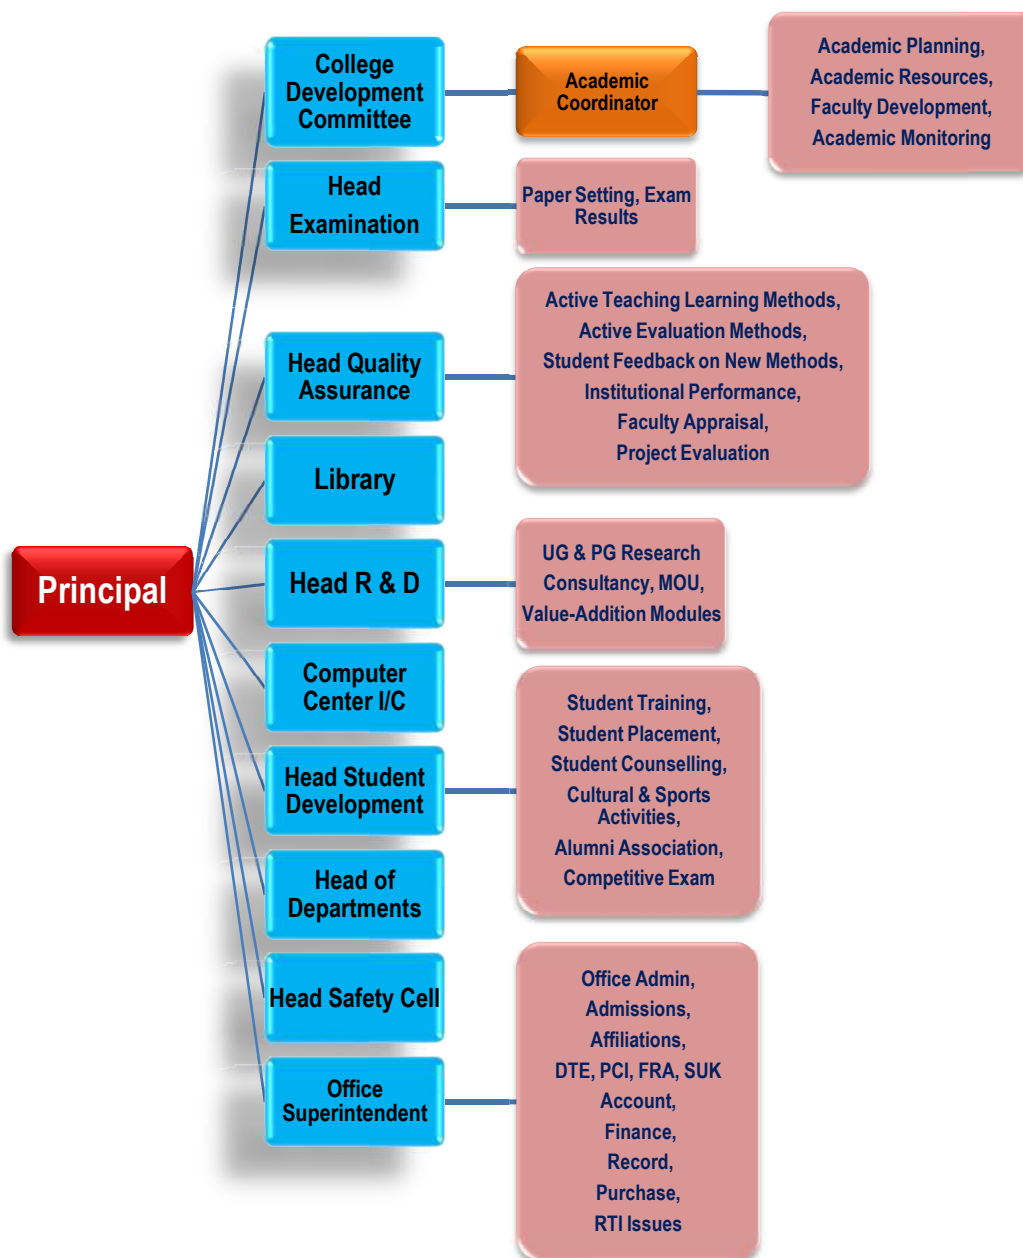 Principal
College
Development
Committee
Academic
Coordinator
Academic Planning,
Academic Resources,
Faculty Development,
Academic Monitoring
Head
Examination
Paper Setting, Exam
Results
Head Quality
Assurance
Active Teaching Learning Methods,
Active Evaluation Methods,
Student Feedback on New Methods,
Institutional Performance,
Faculty Appraisal,
Project Evaluation
Library
Head R & D
UG & PG Research
Consultancy, MOU,
Value-Addition Modules
Computer
Center I/C
Head Student
Development
Student Training,
Student Placement,
Student Counselling,
Cultural & Sports
Activities,
Alumni Association,
Competitive Exam
Head of
Departments
Head Safety Cell
Office
Superintendent
Office Admin,
Admissions,
Affiliations,
DTE, PCI, FRA, SUK
Account,
Finance,
Record,
Purchase,
RTI Issues